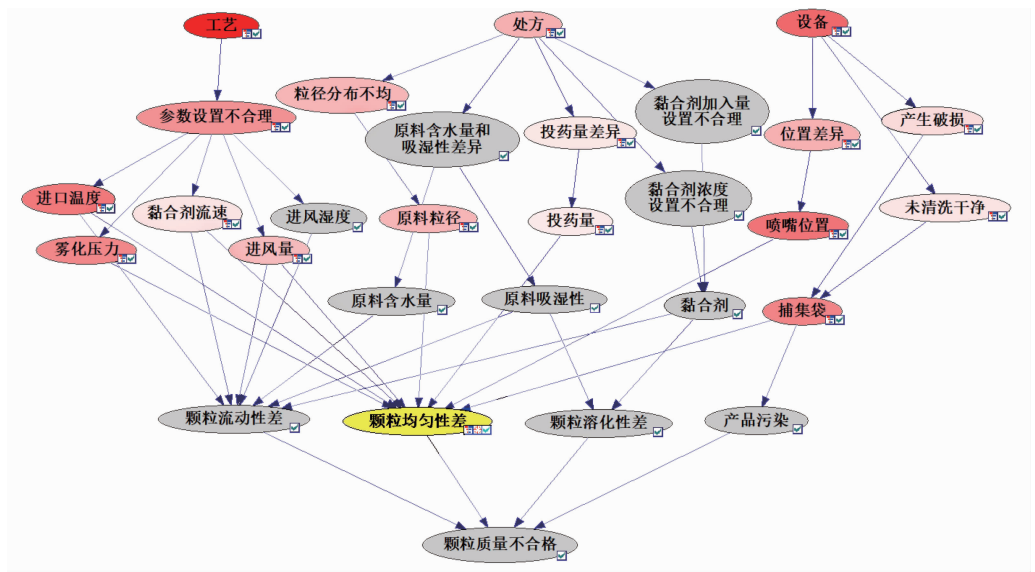 工艺
处方
设备
参数设置不合理
粒径分布不均
原料含水量和
吸湿性差异
投药量差异
黏合剂加入量
设置不合理
位置差异
产生破损
进口温度
黏合剂流速
进风湿度
原料粒径
投药量
黏合剂浓度
设置不合理
喷嘴位置
未清洗干净
雾化压力
进风量
原料含水量
原料吸湿性
黏合剂
捕集袋
颗粒流动性差
颗粒均匀性差
颗粒溶化性差
产品污染
颗粒质量不合格